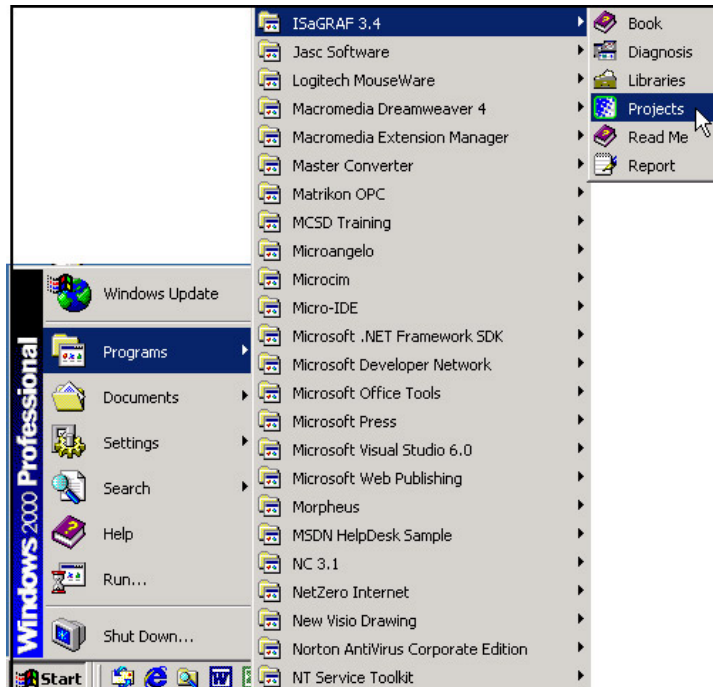 ISaGRAF 3.4
Jasc Software
Logitech MouseWare
Macromedia Dreamweaver 4
Macromedia Extension Manager
Master Converter
Matrikon OPC
MCSD Training
Microangelo
Microcim
Micro-IDE
Microsoft .NET Framework SDK
Microsoft Developer Network
Microsoft Office Tools
Microsoft Press
Microsoft Visual Studio 6.0
Microsoft Web Publishing
Morpheus
MSDN HelpDesk Sample
NC 3.1
NetZero Internet
New Visio Drawing
Norton AntiVirus Corporate Edition
NT Service Toolkit
Book
Diagnosis
Libraries
Projects
Read Me
Report
Windows Update
Programs
Documents
Settings
Search
Help
Run...
Shut Down...
Windows 2000 Professional
Start